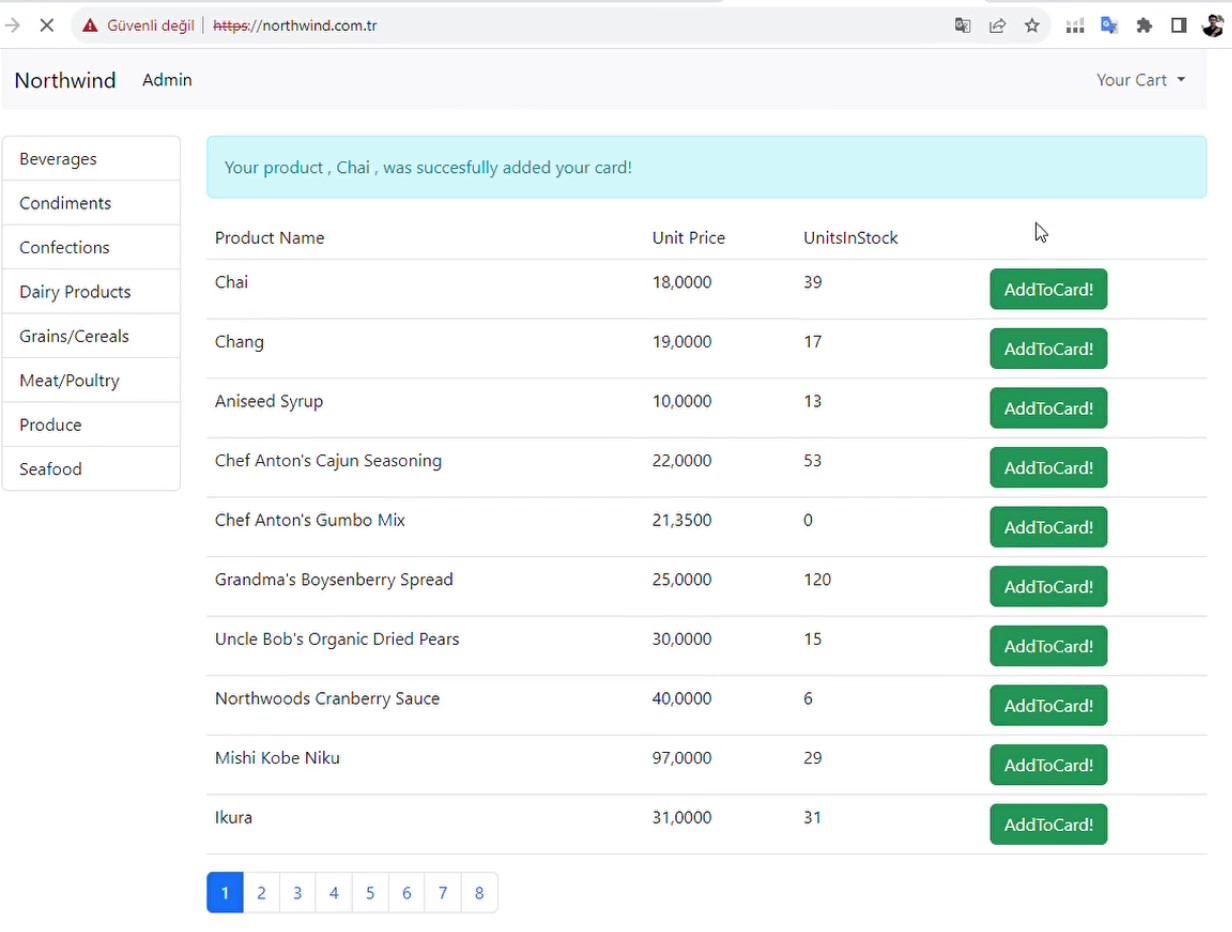 Güvenli değil | https://northwind.com.tr
Northwind Admin Your Cart
Beverages
Condiments
Confections
Dairy Products
Grains/Cereals
Meat/Poultry
Produce
Seafood
Your product , Chai , was succesfully added your card!
Product Name Unit Price UnitsInStock
Chai 18,0000 39 AddToCard!
Chang 19,0000 17 AddToCard!
Aniseed Syrup 10,0000 13 AddToCard!
Chef Anton's Cajun Seasoning 22,0000 53 AddToCard!
Chef Anton's Gumbo Mix 21,3500 0 AddToCard!
Grandma's Boysenberry Spread 25,0000 120 AddToCard!
Uncle Bob's Organic Dried Pears 30,0000 15 AddToCard!
Northwoods Cranberry Sauce 40,0000 6 AddToCard!
Mishi Kobe Niku 97,0000 29 AddToCard!
Ikura 31,0000 31 AddToCard!
1 2 3 4 5 6 7 8